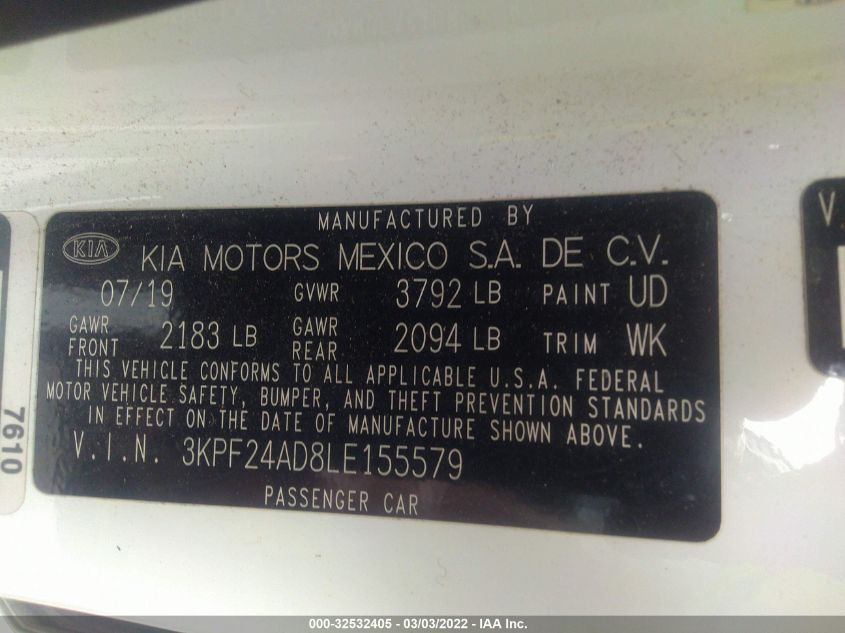 MANUFACTURED BY
KIA KIA MOTORS MEXICO S.A. DE C.V.
07/19 GVWR 3792 LB PAINT UD
GAWR FRONT 2183 LB GAWR REAR 2094 LB TRIM WK
THIS VEHICLE CONFORMS TO ALL APPLICABLE U.S.A. FEDERAL
MOTOR VEHICLE SAFETY, BUMPER, AND THEFT PREVENTION STANDARDS
IN EFFECT ON THE DATE OF MANUFACTURE SHOWN ABOVE.
V.I.N. 3KPF24AD8LE155579
PASSENGER CAR
7610
V
000-32532405 - 03/03/2022 - IAA Inc.